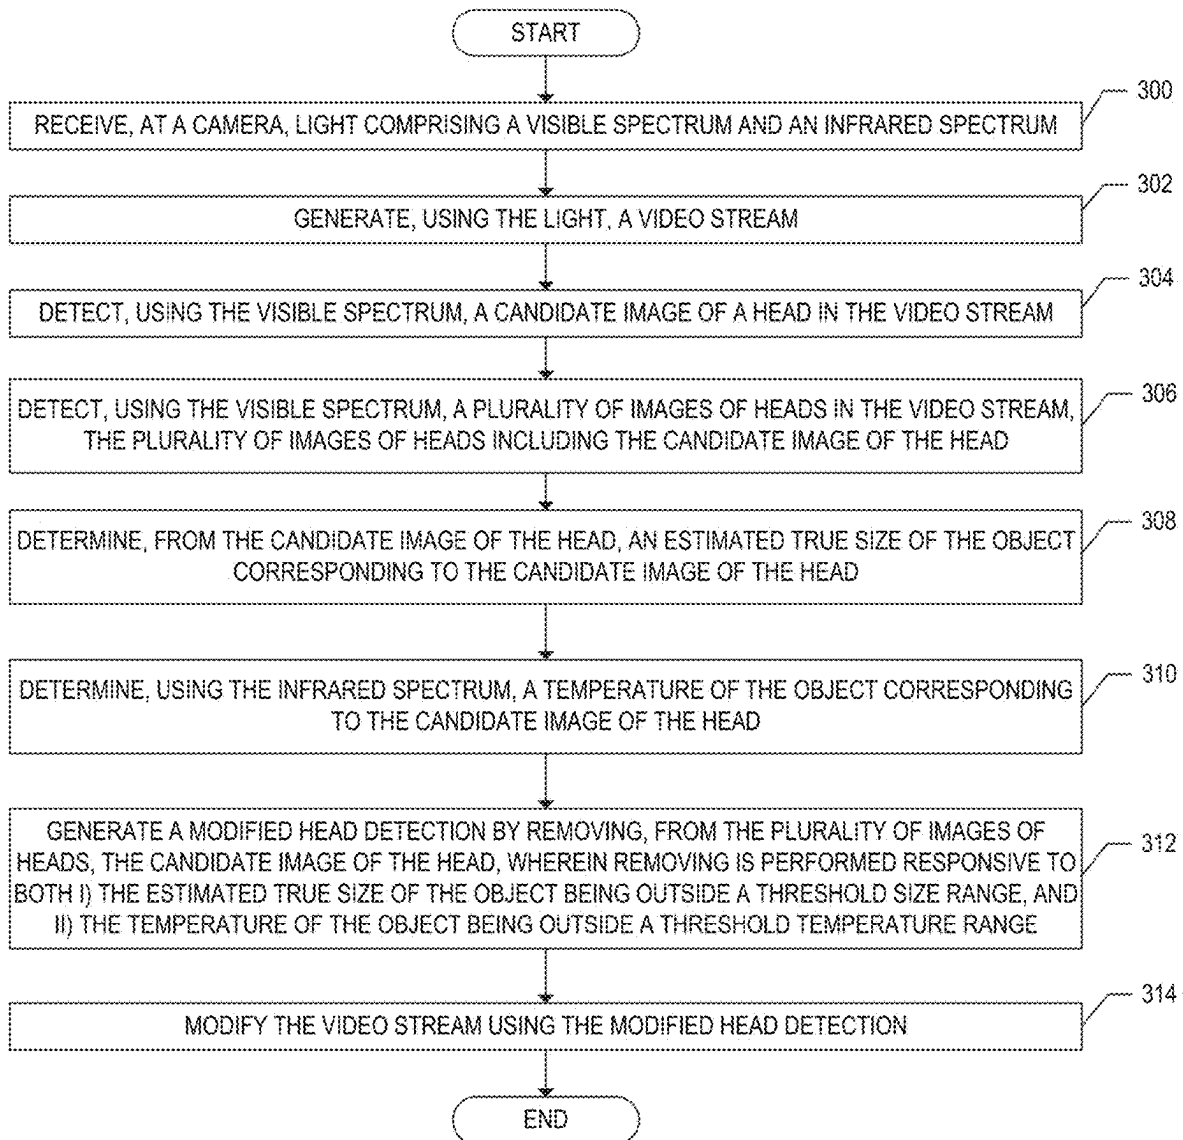 START
300
RECEIVE, AT A CAMERA, LIGHT COMPRISING A VISIBLE SPECTRUM AND AN INFRARED SPECTRUM
302
GENERATE, USING THE LIGHT, A VIDEO STREAM
304
DETECT, USING THE VISIBLE SPECTRUM, A CANDIDATE IMAGE OF A HEAD IN THE VIDEO STREAM
306
DETECT, USING THE VISIBLE SPECTRUM, A PLURALITY OF IMAGES OF HEADS IN THE VIDEO STREAM,
THE PLURALITY OF IMAGES OF HEADS INCLUDING THE CANDIDATE IMAGE OF THE HEAD
308
DETERMINE, FROM THE CANDIDATE IMAGE OF THE HEAD, AN ESTIMATED TRUE SIZE OF THE OBJECT
CORRESPONDING TO THE CANDIDATE IMAGE OF THE HEAD
310
DETERMINE, USING THE INFRARED SPECTRUM, A TEMPERATURE OF THE OBJECT CORRESPONDING
TO THE CANDIDATE IMAGE OF THE HEAD
312
GENERATE A MODIFIED HEAD DETECTION BY REMOVING, FROM THE PLURALITY OF IMAGES OF
HEADS, THE CANDIDATE IMAGE OF THE HEAD, WHEREIN REMOVING IS PERFORMED RESPONSIVE TO
BOTH I) THE ESTIMATED TRUE SIZE OF THE OBJECT BEING OUTSIDE A THRESHOLD SIZE RANGE, AND
II) THE TEMPERATURE OF THE OBJECT BEING OUTSIDE A THRESHOLD TEMPERATURE RANGE
314
MODIFY THE VIDEO STREAM USING THE MODIFIED HEAD DETECTION
END